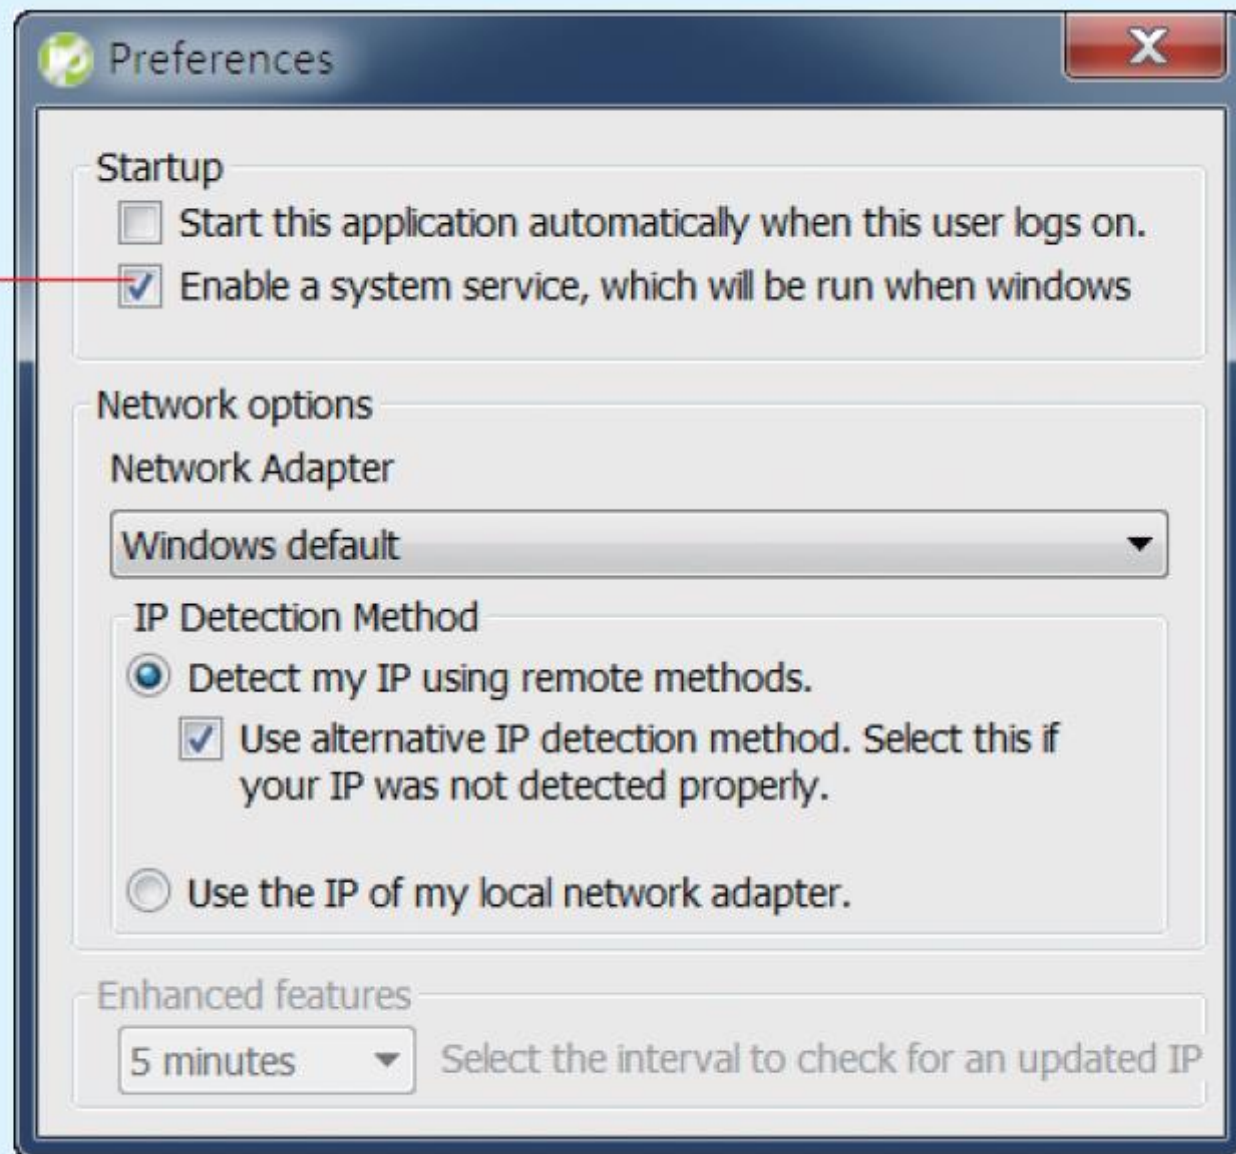 Preferences
Startup
Start this application automatically when this user logs on.
Enable a system service, which will be run when windows
Network options
Network Adapter
Windows default
IP Detection Method
Detect my IP using remote methods.
Use alternative IP detection method. Select this if
your IP was not detected properly.
Use the IP of my local network adapter.
Enhanced features
5 minutes Select the interval to check for an updated IP